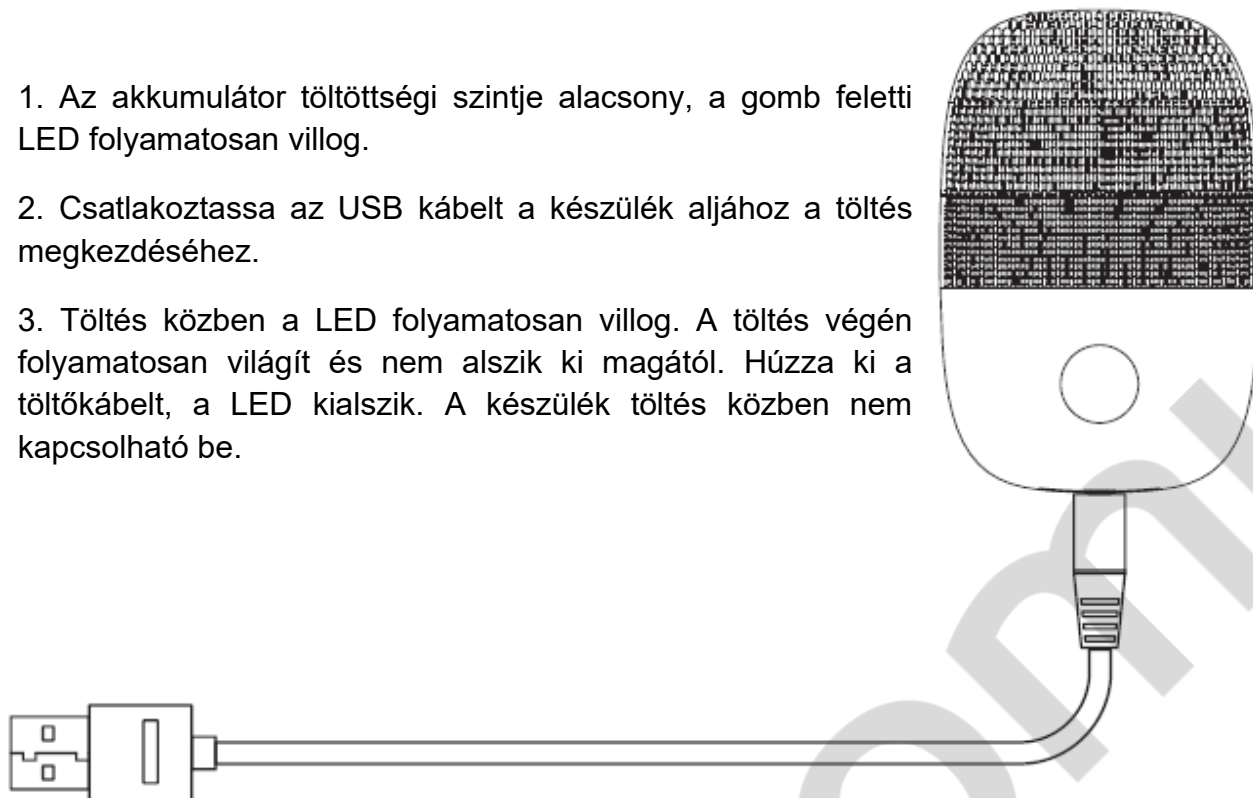 1. Az akkumulátor töltöttségi szintje alacsony, a gomb feletti
LED folyamatosan villog.
2. Csatlakoztassa az USB kábelt a készülék aljához a töltés
megkezdéséhez.
3. Töltés közben a LED folyamatosan villog. A töltés végén
folyamatosan világít és nem alszik ki magától. Húzza ki a
töltőkábelt, a LED kialszik. A készülék töltés közben nem
kapcsolható be.